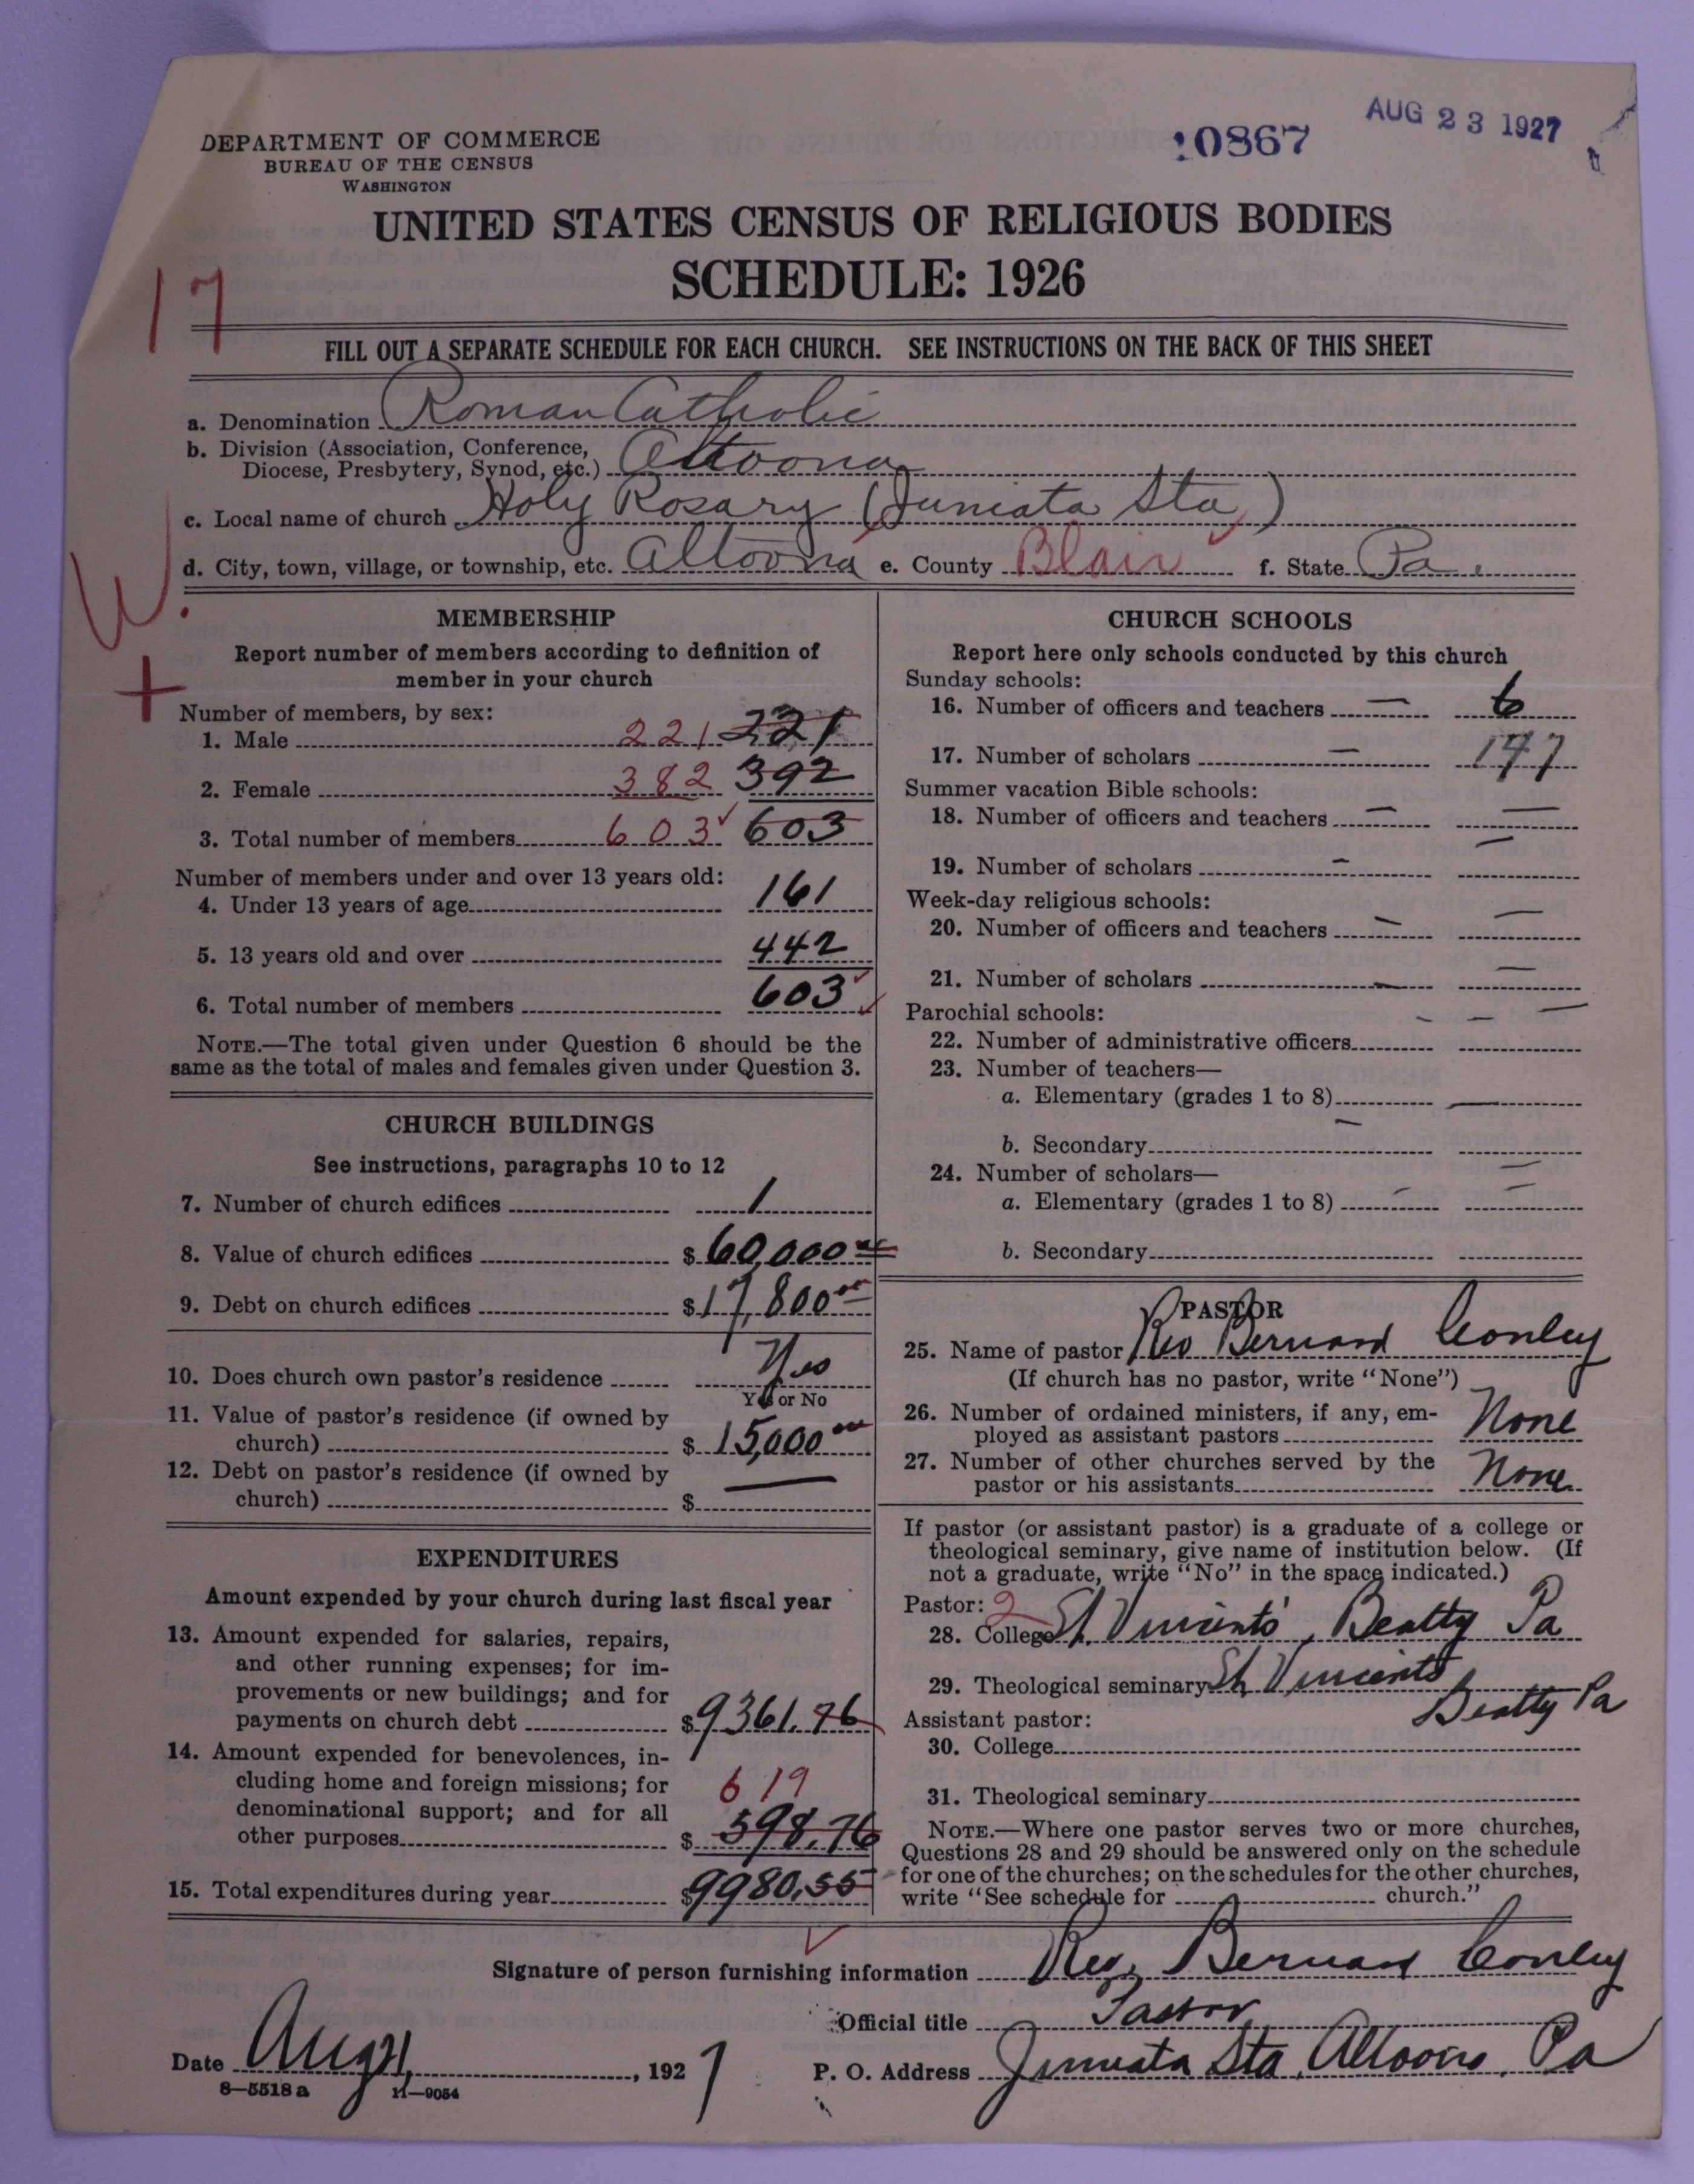 AUG 23 1927
10867
DEPARTMENT OF COMMERCE
BUREAU OF THE CENSUS
WASHINGTON
UNITED STATES CENSUS OF RELIGIOUS BODIES
SCHEDULE: 1926
17
FILL OUT A SEPARATE SCHEDULE FOR EACH CHURCH. SEE INSTRUCTIONS ON THE BACK OF THIS SHEET
a. Denomination Roman Catholic
b. Division (Association, Conference,
Diocese, Presbytery, Synod, etc.) Altoona
c. Local name of church Holy Rosary (Juniata Sta)
d. City, town, village, or township, etc. Altoona e. County Blair f. State Pa.
W.
+
MEMBERSHIP
Report number of members according to definition of
member in your church
Number of members, by sex:
1. Male 221 221
2. Female 382 392
3. Total number of members 603 603
Number of members under and over 13 years old:
4. Under 13 years of age 161
5. 13 years old and over 442
6. Total number of members 603
NOTE.—The total given under Question 6 should be the
same as the total of males and females given under Question 3.
CHURCH BUILDINGS
See instructions, paragraphs 10 to 12
7. Number of church edifices 1
8. Value of church edifices $60,000
9. Debt on church edifices $17,800
10. Does church own pastor's residence Yes
Yes or No
11. Value of pastor's residence (if owned by
church) $15,000
12. Debt on pastor's residence (if owned by
church) $ —
EXPENDITURES
Amount expended by your church during last fiscal year
13. Amount expended for salaries, repairs,
and other running expenses; for im-
provements or new buildings; and for
payments on church debt $9361.76
14. Amount expended for benevolences, in-
cluding home and foreign missions; for 619
denominational support; and for all
other purposes $598.76
15. Total expenditures during year $9980.55
CHURCH SCHOOLS
Report here only schools conducted by this church
Sunday schools:
16. Number of officers and teachers — 6
17. Number of scholars — 147
Summer vacation Bible schools:
18. Number of officers and teachers — —
19. Number of scholars — —
Week-day religious schools:
20. Number of officers and teachers — —
21. Number of scholars — —
Parochial schools: — — —
22. Number of administrative officers
23. Number of teachers—
a. Elementary (grades 1 to 8) —
b. Secondary —
24. Number of scholars— —
a. Elementary (grades 1 to 8) — —
b. Secondary
PASTOR
25. Name of pastor Rev Bernard Conley
(If church has no pastor, write "None")
26. Number of ordained ministers, if any, em-
ployed as assistant pastors None
27. Number of other churches served by the
pastor or his assistants None
If pastor (or assistant pastor) is a graduate of a college or
theological seminary, give name of institution below. (If
not a graduate, write "No" in the space indicated.)
Pastor: 2
28. College St. Vincents', Beatty Pa
29. Theological seminary St. Vincents
Beatty Pa
Assistant pastor:
30. College
31. Theological seminary
NOTE.—Where one pastor serves two or more churches,
Questions 28 and 29 should be answered only on the schedule
for one of the churches; on the schedules for the other churches,
write "See schedule for church."
Signature of person furnishing information Rev. Bernard Conley
Official title Pastor
Date Aug 21, 1927 P. O. Address Juniata Sta, Altoona, Pa
8—5518 a 11—9054